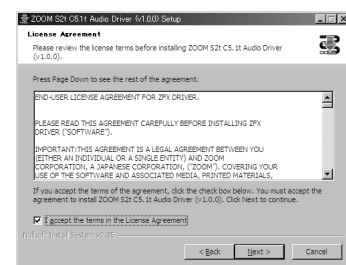 ZOOM S2t C5.1t Audio Driver (v1.0.0) Setup
License Agreement
Please review the license terms before installing ZOOM S2t C5.1t Audio Driver
(v1.0.0).
Press Page Down to see the rest of the agreement.
END-USER LICENSE AGREEMENT FOR ZFX DRIVER.
PLEASE READ THIS AGREEMENT CAREFULLY BEFORE INSTALLING ZFX
DRIVER ("SOFTWARE").
IMPORTANT:THIS AGREEMENT IS A LEGAL AGREEMENT BETWEEN YOU
(EITHER AN INDIVIDUAL OR A SINGLE ENTITY) AND ZOOM
CORPORATION, A JAPANESE CORPORATION, ("ZOOM"). COVERING YOUR
USE OF THE SOFTWARE AND ASSOCIATED MEDIA, PRINTED MATERIALS,
If you accept the terms of the agreement, click the check box below. You must accept the
agreement to install ZOOM S2t C5.1t Audio Driver (v1.0.0). Click Next to continue.
I accept the terms in the License Agreement
Nullsoft Install System v2.35
< Back Next > Cancel